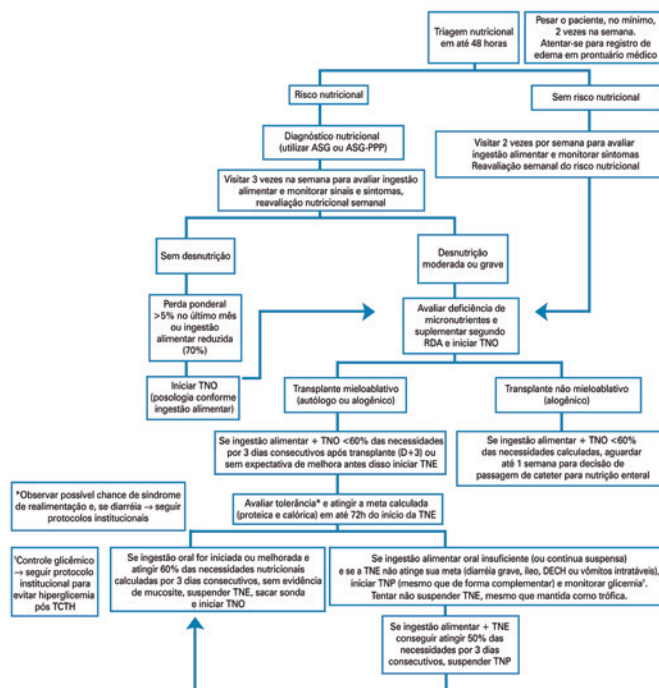 Triagem nutricional
em até 48 horas
Pesar o paciente, no mínimo,
2 vezes na semana.
Atentar-se para registro de
edema em prontuário médico
Risco nutricional
Sem risco nutricional
Diagnóstico nutricional
(utilizar ASG ou ASG-PPP)
Visitar 2 vezes por semana para avaliar
ingestão alimentar e monitorar sintomas
Reavaliação semanal do risco nutricional
Visitar 3 vezes na semana para avaliar ingestão
alimentar e monitorar sinais e sintomas,
reavaliação nutricional semanal
Sem desnutrição
Desnutrição
moderada ou grave
Perda ponderal
>5% no último mês
ou ingestão
alimentar reduzida
(70%)
Avaliar deficiência de
micronutrientes e
suplementar segundo
RDA e iniciar TNO
Iniciar TNO
(posologia conforme
ingestão alimentar)
Transplante mieloablativo
(autólogo ou alogênico)
Transplante não mieloablativo
(alogênico)
Se ingestão alimentar + TNO <60% das necessidades
por 3 dias consecutivos após transplante (D+3) ou
sem expectativa de melhora antes disso iniciar TNE
Se ingestão alimentar + TNO <60%
das necessidades calculadas, aguardar
até 1 semana para decisão de
passagem de cateter para nutrição enteral
*Observar possível chance de síndrome
de realimentação e, se diarréia → seguir
protocolos institucionais
Avaliar tolerância* e atingir a meta calculada
(proteica e calórica) em até 72h do início da TNE
†Controle glicêmico
→ seguir protocolo
institucional para
evitar hiperglicemia
pós TCTH
Se ingestão oral for iniciada ou melhorada e
atingir 60% das necessidades nutricionais
calculadas por 3 dias consecutivos, sem evidência
de mucosite, suspender TNE, sacar sonda
e iniciar TNO
Se ingestão alimentar oral insuficiente (ou continua suspensa)
e se a TNE não atinge sua meta (diarréia grave, íleo, DECH ou vômitos intratáveis),
iniciar TNP (mesmo que de forma complementar) e monitorar glicemia†.
Tentar não suspender TNE, mesmo que mantida como trófica.
Se ingestão alimentar + TNE
conseguir atingir 50% das
necessidades por 3 dias
consecutivos, suspender TNP